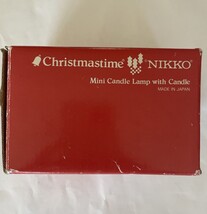 Christmastime NIKKO
Mini Candle Lamp with Candle
MADE IN JAPAN